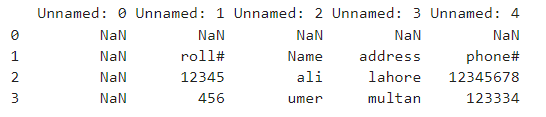 Unnamed: 0 Unnamed: 1 Unnamed: 2 Unnamed: 3 Unnamed: 4
0 NaN NaN NaN NaN NaN
1 NaN roll# Name address phone#
2 NaN 12345 ali lahore 12345678
3 NaN 456 umer multan 123334